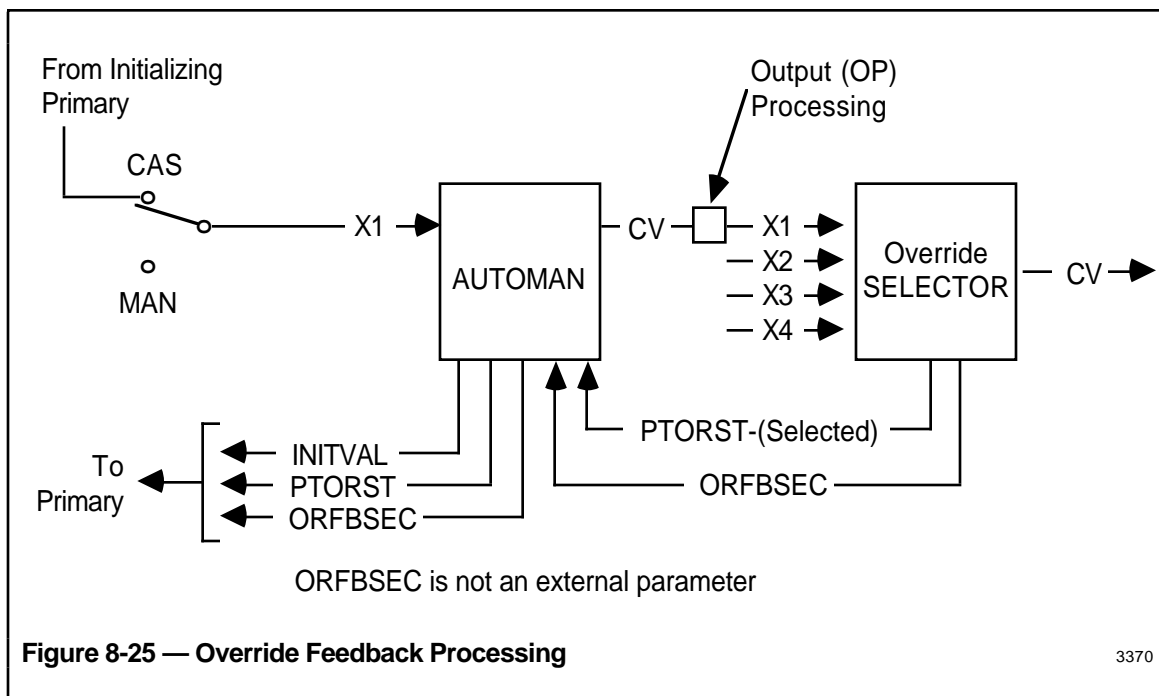 From Initializing
Primary
Output (OP)
Processing
CAS
MAN
X1
AUTOMAN
CV
X1
X2
X3
X4
Override
SELECTOR
CV
PTORST-(Selected)
ORFBSEC
To
Primary
INITVAL
PTORST
ORFBSEC
ORFBSEC is not an external parameter
Figure 8-25 — Override Feedback Processing
3370